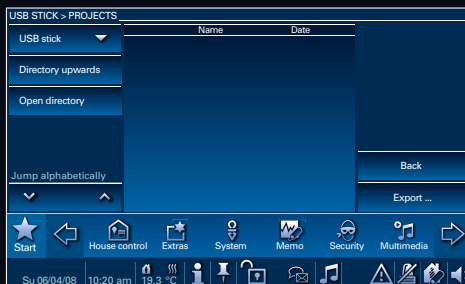 USB STICK > PROJECTS
USB stick
Name Date
Directory upwards
Open directory
Jump alphabetically
Back
Export ...
Start
House control
Extras
System
Memo
Security
Multimedia
Su 06/04/08
10:20 am
19.3 °C